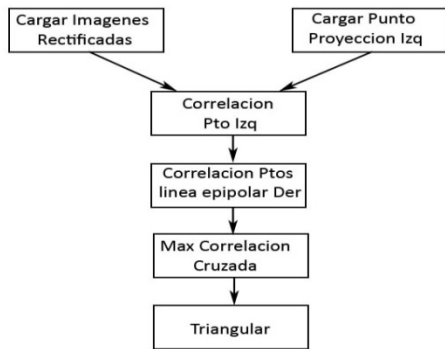 Cargar Imagenes
Rectificadas
Cargar Punto
Proyeccion Izq
Correlacion
Pto Izq
Correlacion Ptos
linea epipolar Der
Max Correlacion
Cruzada
Triangular